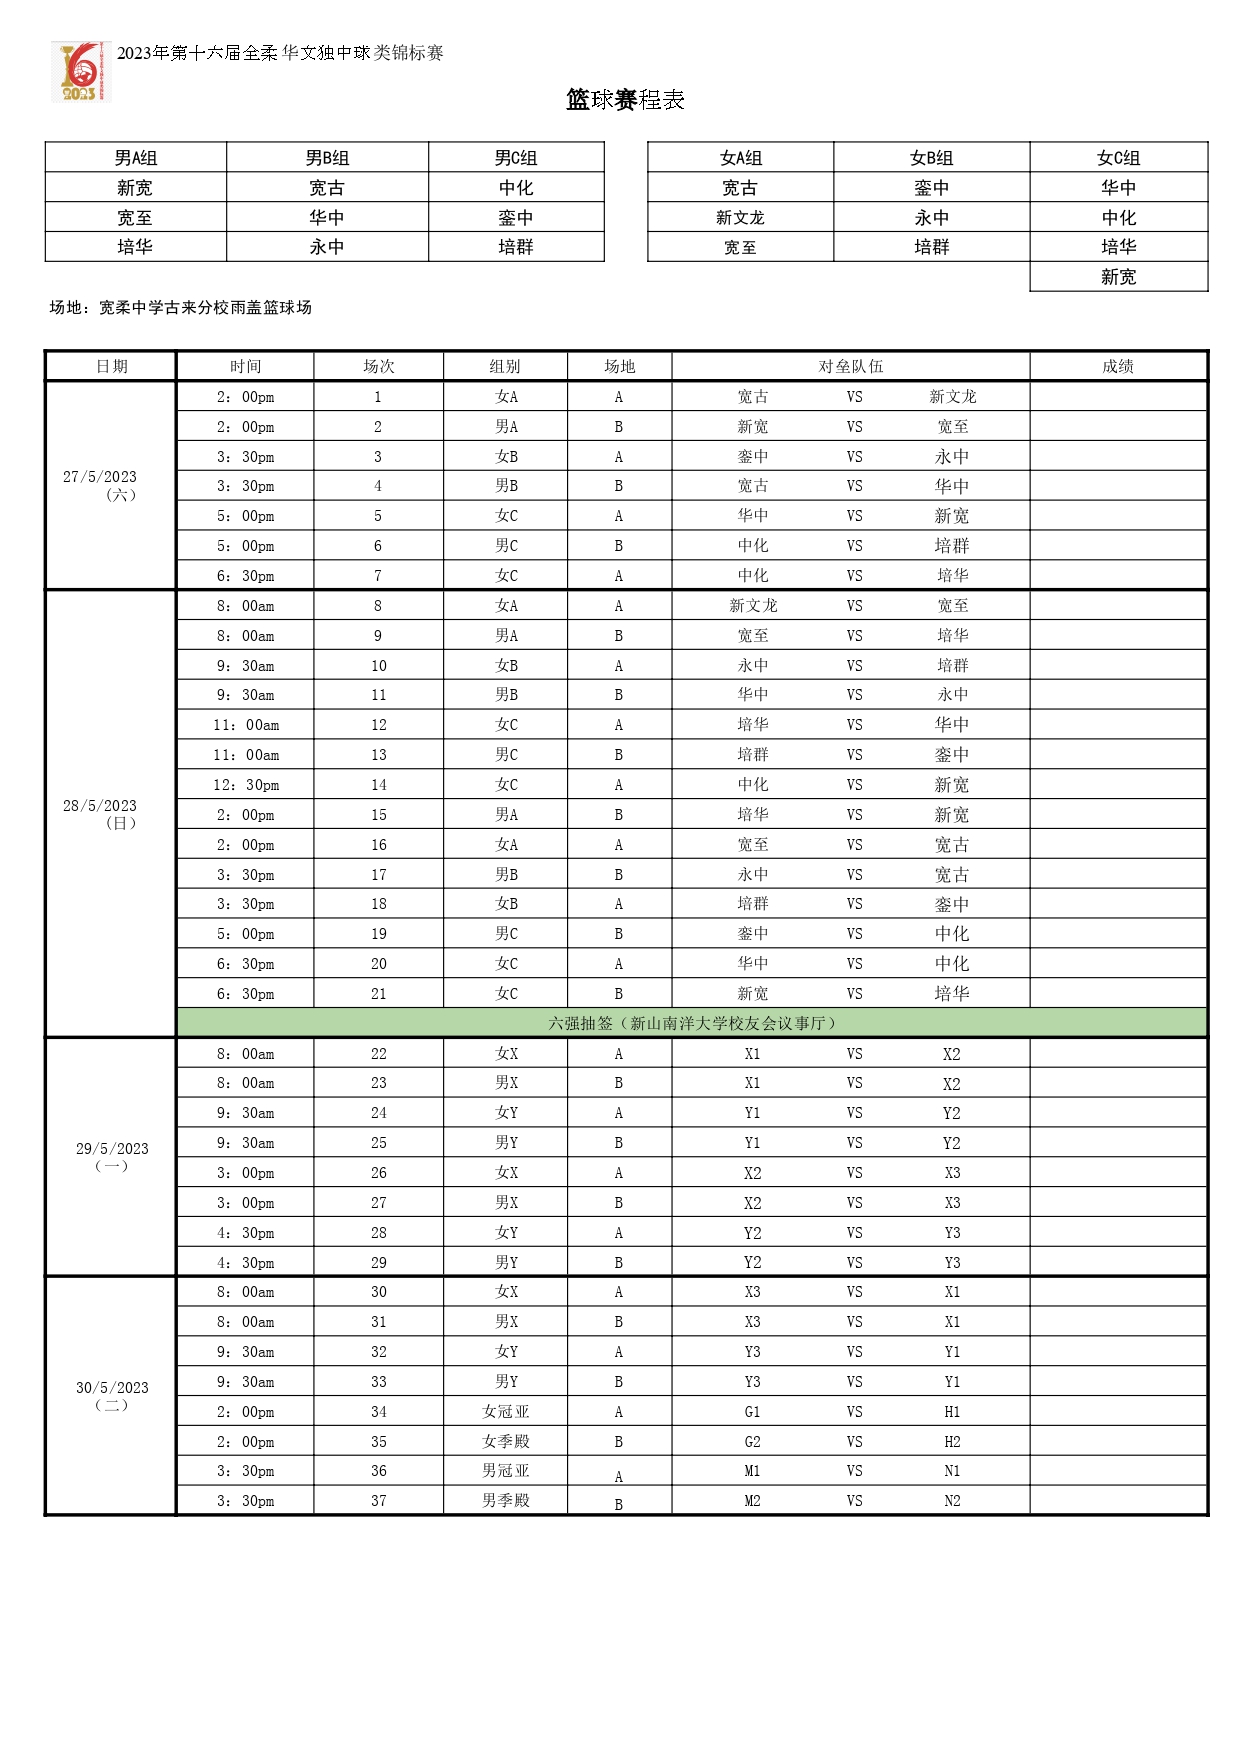 2023年第十六届全柔华文独中球类锦标赛
2023
篮球赛程表
男A组 男B组 男C组 女A组 女B组 女C组
新宽 宽古 中化 宽古 銮中 华中
宽至 华中 銮中 新文龙 永中 中化
培华 永中 培群 宽至 培群 培华
新宽
场地：宽柔中学古来分校雨盖篮球场
日期 时间 场次 组别 场地 对垒队伍 成绩
27/5/2023
（六）
2：00pm 1 女A A 宽古 VS 新文龙
2：00pm 2 男A B 新宽 VS 宽至
3：30pm 3 女B A 銮中 VS 永中
3：30pm 4 男B B 宽古 VS 华中
5：00pm 5 女C A 华中 VS 新宽
5：00pm 6 男C B 中化 VS 培群
6：30pm 7 女C A 中化 VS 培华
28/5/2023
（日）
8：00am 8 女A A 新文龙 VS 宽至
8：00am 9 男A B 宽至 VS 培华
9：30am 10 女B A 永中 VS 培群
9：30am 11 男B B 华中 VS 永中
11：00am 12 女C A 培华 VS 华中
11：00am 13 男C B 培群 VS 銮中
12：30pm 14 女C A 中化 VS 新宽
2：00pm 15 男A B 培华 VS 新宽
2：00pm 16 女A A 宽至 VS 宽古
3：30pm 17 男B B 永中 VS 宽古
3：30pm 18 女B A 培群 VS 銮中
5：00pm 19 男C B 銮中 VS 中化
6：30pm 20 女C A 华中 VS 中化
6：30pm 21 女C B 新宽 VS 培华
六强抽签（新山南洋大学校友会议事厅）
29/5/2023
（一）
8：00am 22 女X A X1 VS X2
8：00am 23 男X B X1 VS X2
9：30am 24 女Y A Y1 VS Y2
9：30am 25 男Y B Y1 VS Y2
3：00pm 26 女X A X2 VS X3
3：00pm 27 男X B X2 VS X3
4：30pm 28 女Y A Y2 VS Y3
4：30pm 29 男Y B Y2 VS Y3
30/5/2023
（二）
8：00am 30 女X A X3 VS X1
8：00am 31 男X B X3 VS X1
9：30am 32 女Y A Y3 VS Y1
9：30am 33 男Y B Y3 VS Y1
2：00pm 34 女冠亚 A G1 VS H1
2：00pm 35 女季殿 B G2 VS H2
3：30pm 36 男冠亚 A M1 VS N1
3：30pm 37 男季殿 B M2 VS N2